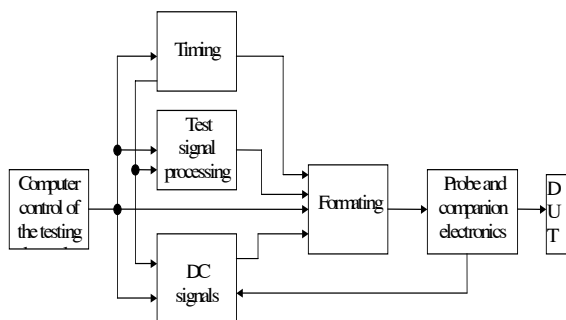 Timing
Test
signal
processing
Computer
control of
the testing
DC
signals
Formating
Probe and
companion
electronics
D
U
T